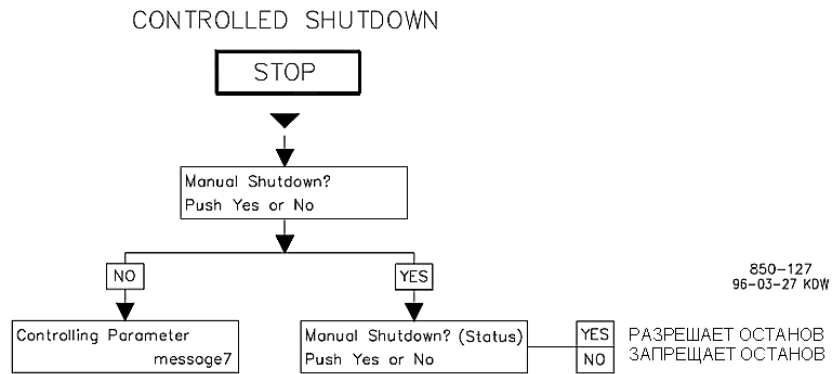 CONTROLLED SHUTDOWN
STOP
Manual Shutdown?
Push Yes or No
NO
YES
850-127
96-03-27 KDW
Controlling Parameter
message7
Manual Shutdown? (Status)
Push Yes or No
YES
РАЗРЕШАЕТ ОСТАНОВ
NO
ЗАПРЕЩАЕТ ОСТАНОВ